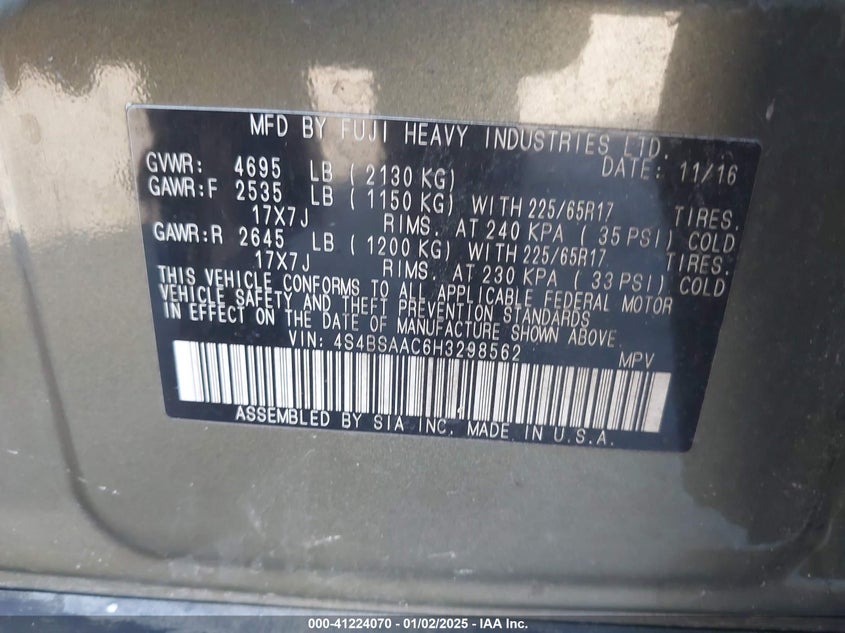 MFD BY FUJI HEAVY INDUSTRIES LTD.
DATE: 11/16
GVWR: 4695 LB ( 2130 KG)
GAWR:F 2535 LB ( 1150 KG) WITH 225/65R17 TIRES,
17X7J RIMS. AT 240 KPA ( 35 PSI) COLD
GAWR:R 2645 LB ( 1200 KG) WITH 225/65R17 TIRES.
17X7J RIMS. AT 230 KPA ( 33 PSI) COLD
THIS VEHICLE CONFORMS TO ALL APPLICABLE FEDERAL MOTOR
VEHICLE SAFETY AND THEFT PREVENTION STANDARDS
IN EFFECT ON THE DATE OF MANUFACTURE SHOWN ABOVE.
VIN: 4S4BSAAC6H3298562 MPV
ASSEMBLED BY SIA INC. MADE IN U.S.A.
000-41224070 - 01/02/2025 - IAA Inc.